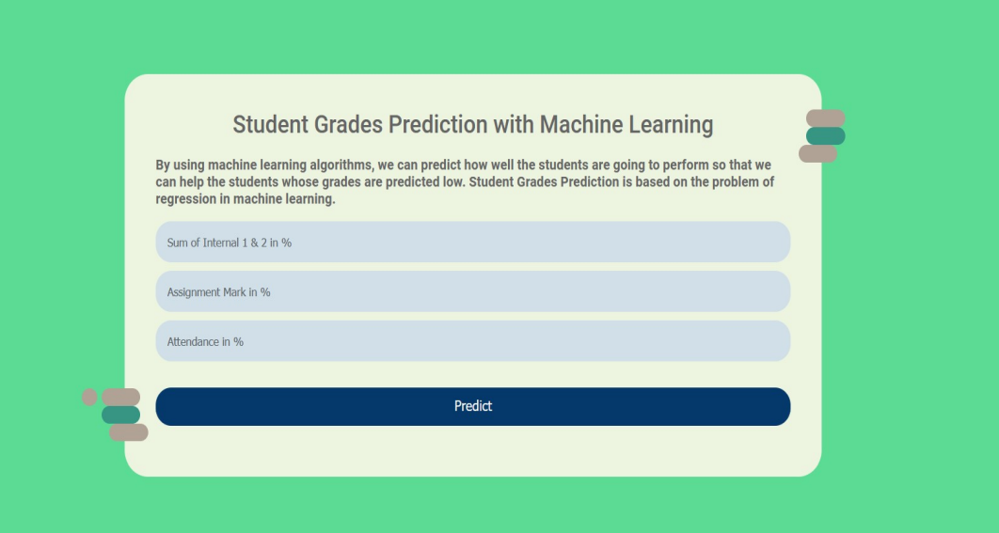 Student Grades Prediction with Machine Learning
By using machine learning algorithms, we can predict how well the students are going to perform so that we
can help the students whose grades are predicted low. Student Grades Prediction is based on the problem of
regression in machine learning.
Sum of Internal 1 & 2 in %
Assignment Mark in %
Attendance in %
Predict